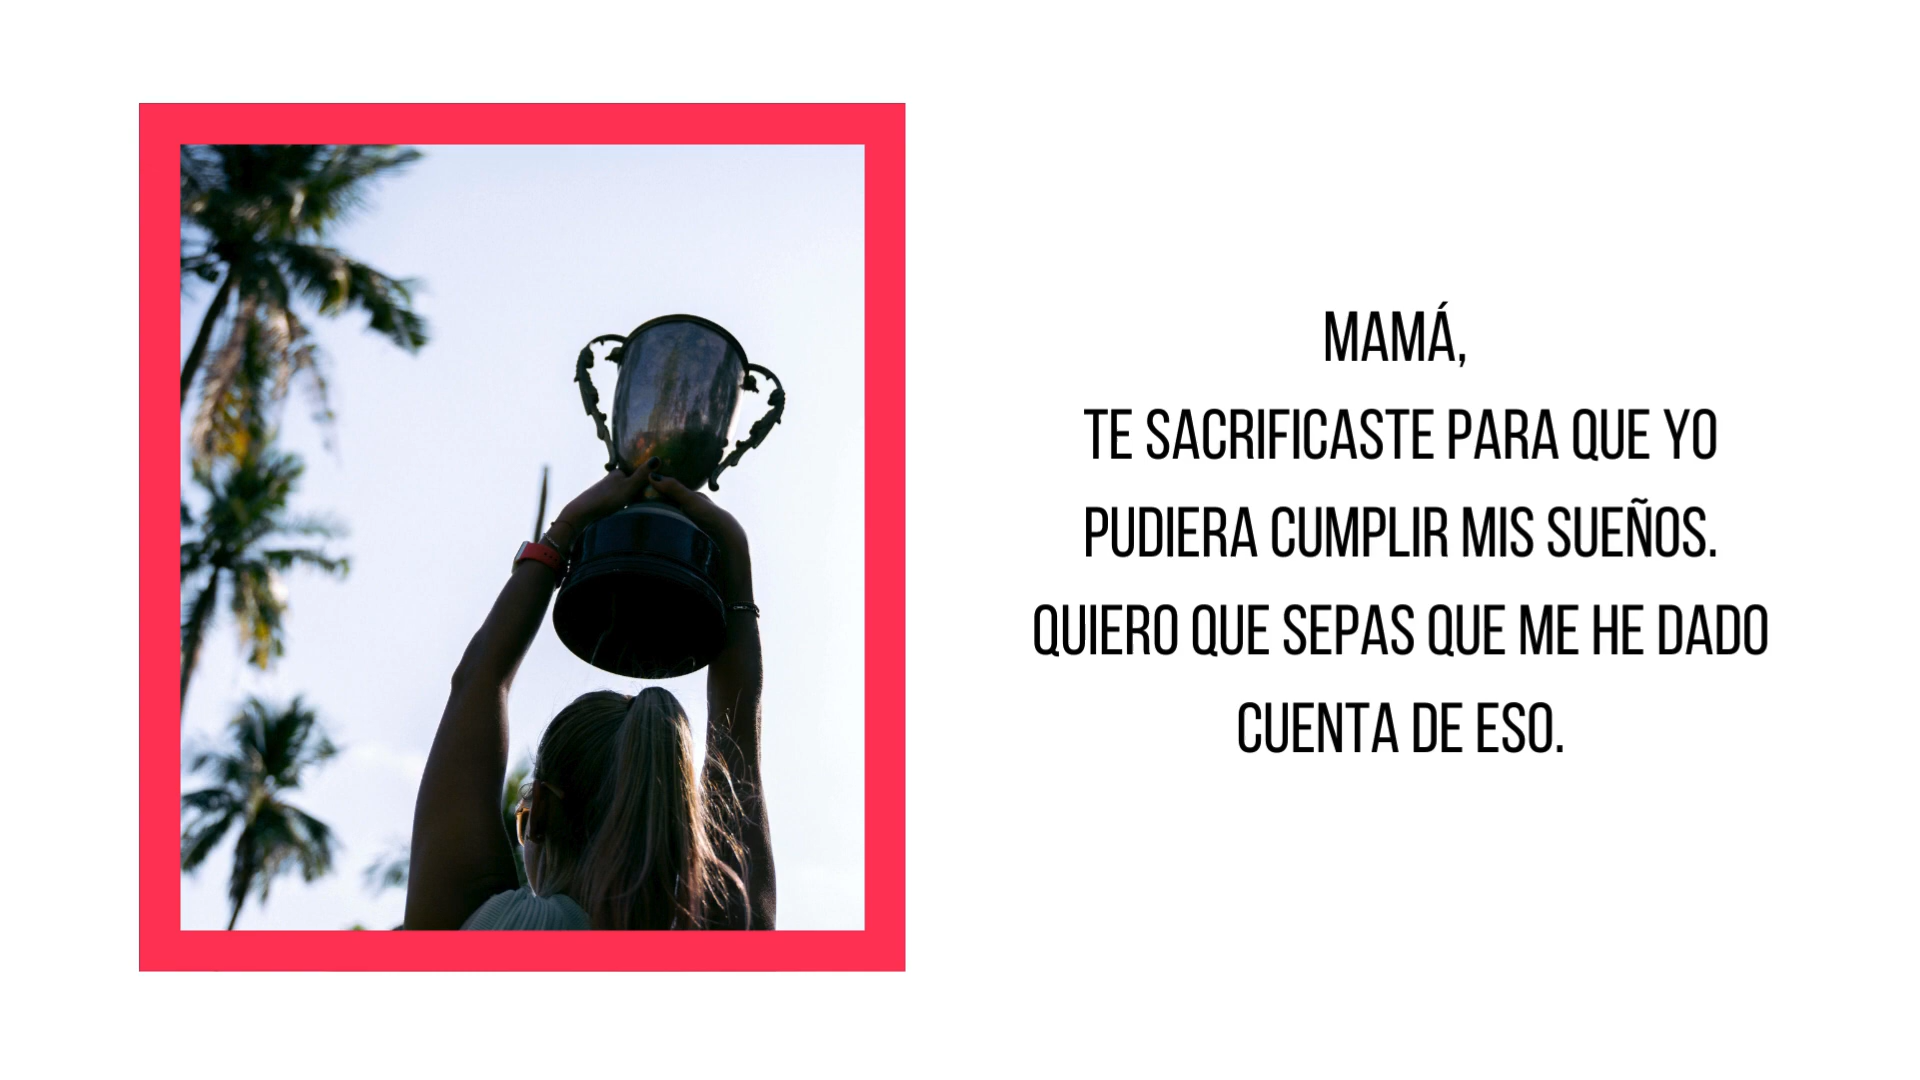 MAMÁ,
TE SACRIFICASTE PARA QUE YO
PUDIERA CUMPLIR MIS SUEÑOS.
QUIERO QUE SEPAS QUE ME HE DADO
CUENTA DE ESO.